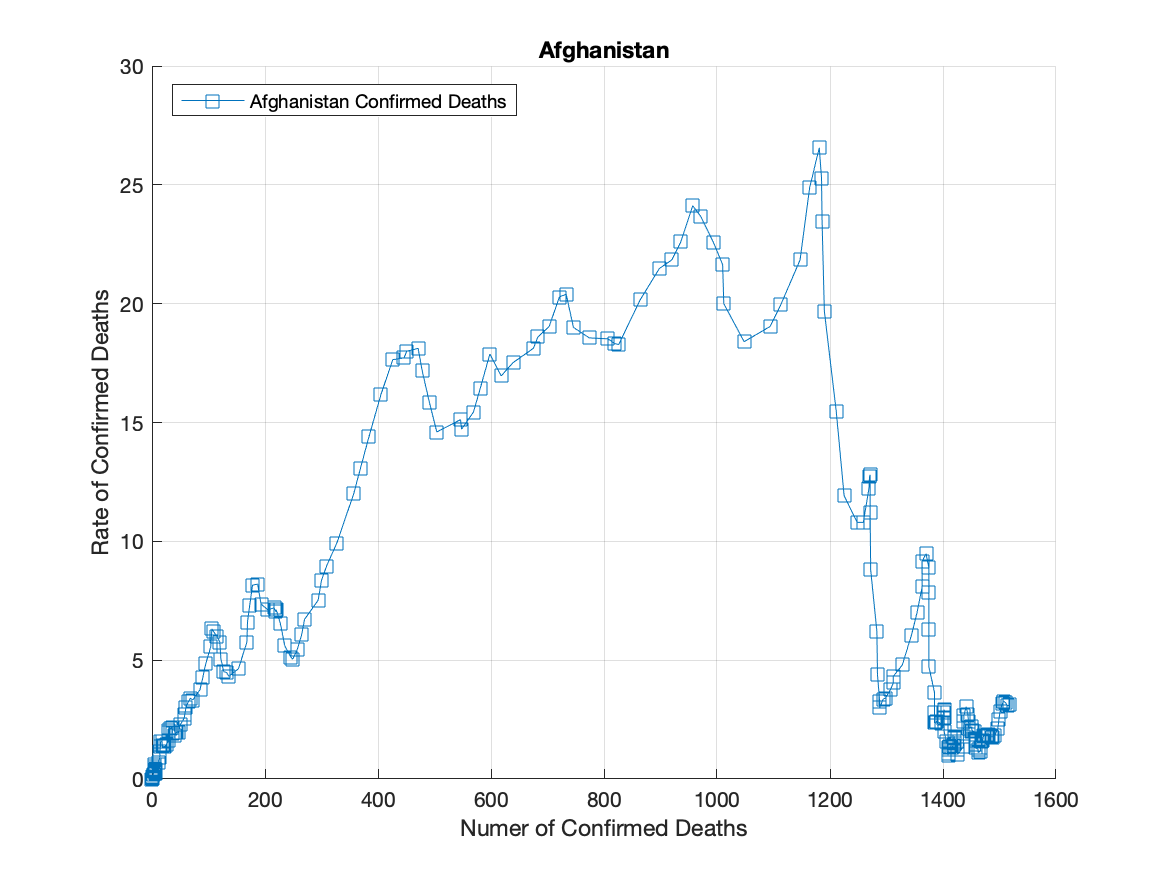 Afghanistan
Afghanistan Confirmed Deaths
Rate of Confirmed Deaths
30
25
20
15
10
5
0
0 200 400 600 800 1000 1200 1400 1600
Numer of Confirmed Deaths